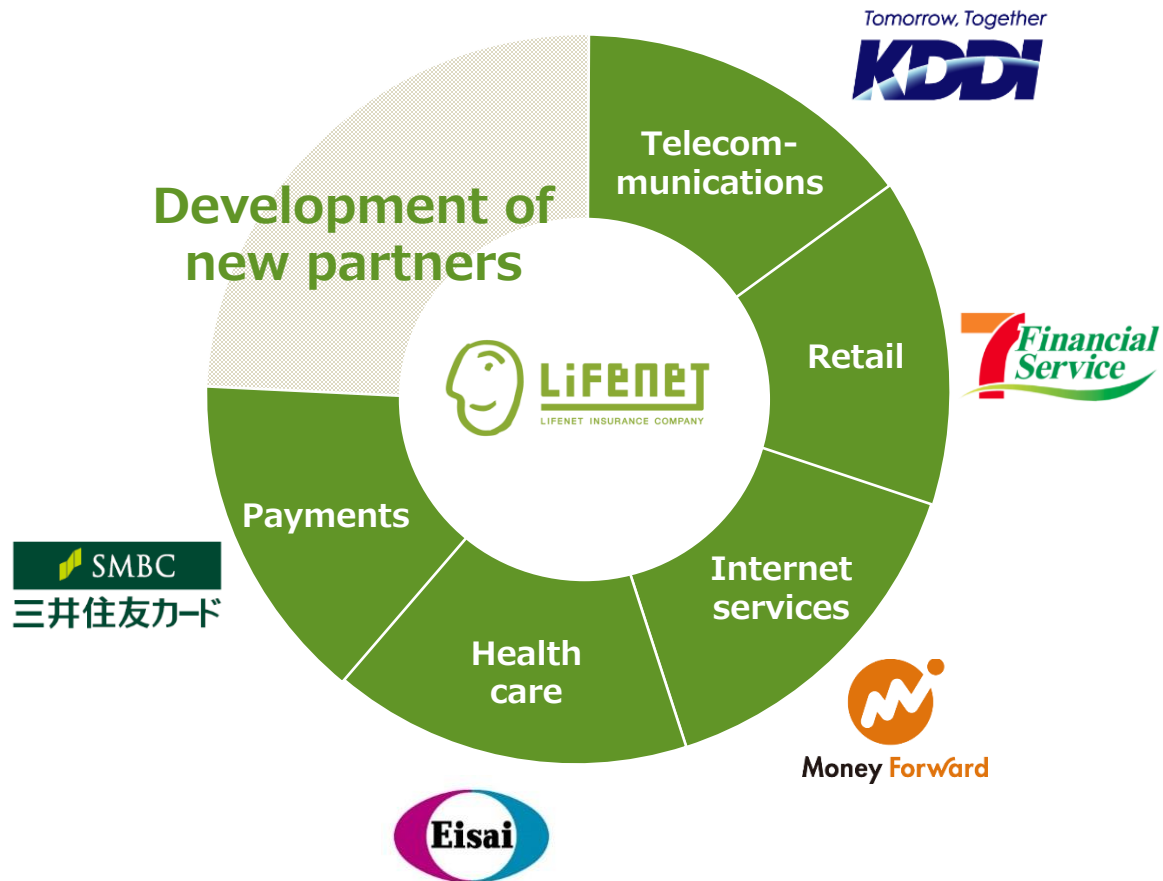 Tomorrow, Together
KDDI
Telecom-
munications
Development of
new partners
7 Financial
Service
Retail
LIFENET
LIFENET INSURANCE COMPANY
Payments
SMBC
三井住友カード
Internet
services
Health
care
Money Forward
Eisai